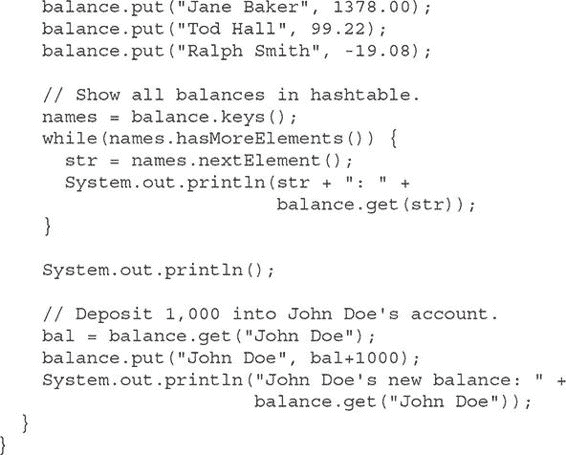 balance.put("Jane Baker", 1378.00);
balance.put("Tod Hall", 99.22);
balance.put("Ralph Smith", -19.08);

// Show all balances in hashtable.
names = balance.keys();
while(names.hasMoreElements()) {
  str = names.nextElement();
  System.out.println(str + ": " +
                     balance.get(str));
}

System.out.println();

// Deposit 1,000 into John Doe's account.
bal = balance.get("John Doe");
balance.put("John Doe", bal+1000);
System.out.println("John Doe's new balance: " +
                   balance.get("John Doe"));
}
}